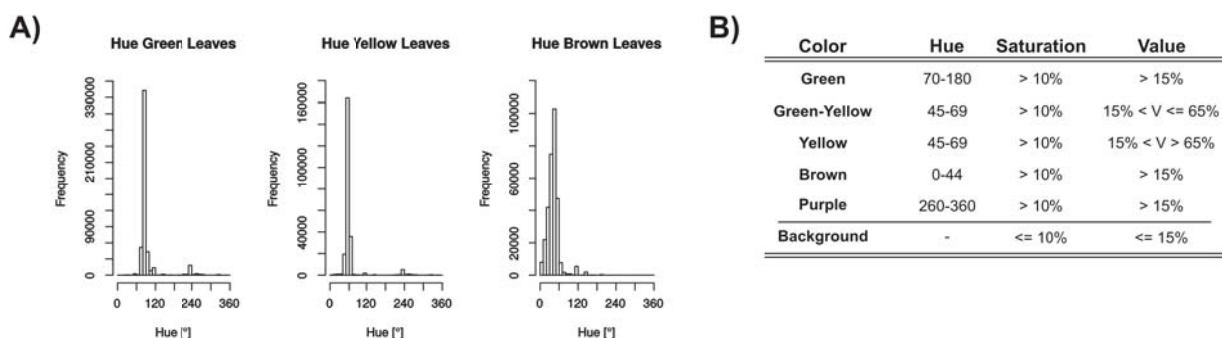 A)
Hue Green Leaves
Frequency
0
90000
210000
330000
0 120 240 360
Hue [°]
Hue Yellow Leaves
Frequency
0
40000
80000
160000
0 120 240 360
Hue [°]
Hue Brown Leaves
Frequency
0
20000
60000
100000
0 120 240 360
Hue [°]
B)
Color Hue Saturation Value
Green 70-180 > 10% > 15%
Green-Yellow 45-69 > 10% 15% < V <= 65%
Yellow 45-69 > 10% 15% < V > 65%
Brown 0-44 > 10% > 15%
Purple 260-360 > 10% > 15%
Background - <= 10% <= 15%